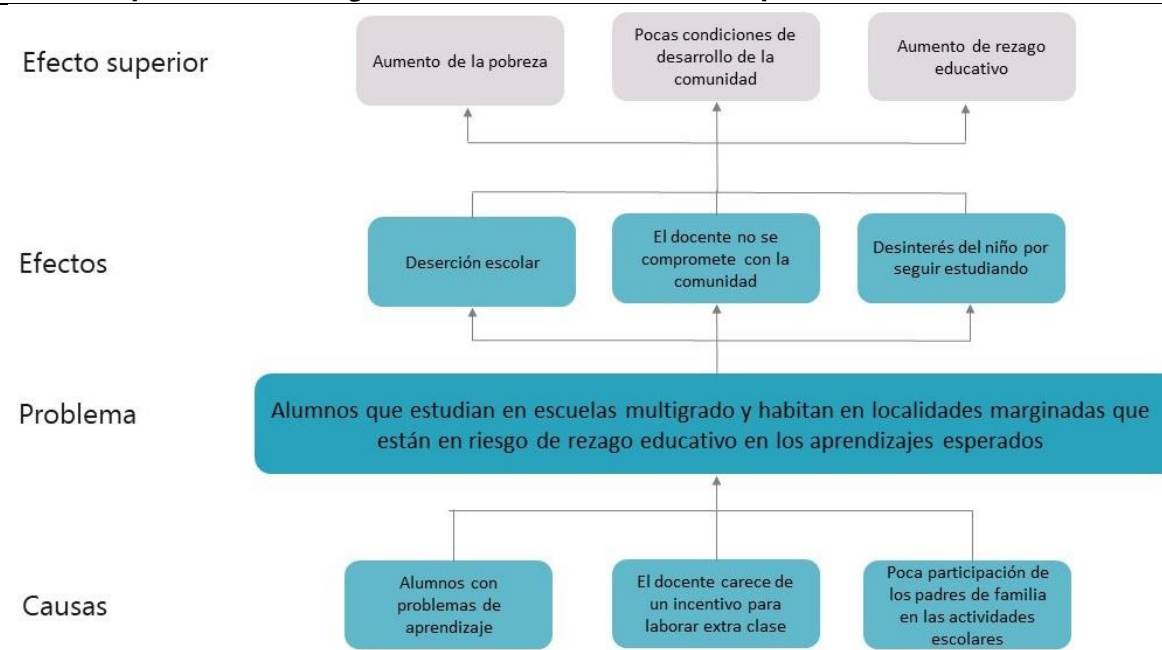 Efecto superior
Aumento de la pobreza
Pocas condiciones de
desarrollo de la
comunidad
Aumento de rezago
educativo
Efectos
Deserción escolar
El docente no se
compromete con la
comunidad
Desinterés del niño por
seguir estudiando
Problema
Alumnos que estudian en escuelas multigrado y habitan en localidades marginadas que
están en riesgo de rezago educativo en los aprendizajes esperados
Causas
Alumnos con
problemas de
aprendizaje
El docente carece de
un incentivo para
laborar extra clase
Poca participación de
los padres de familia
en las actividades
escolares